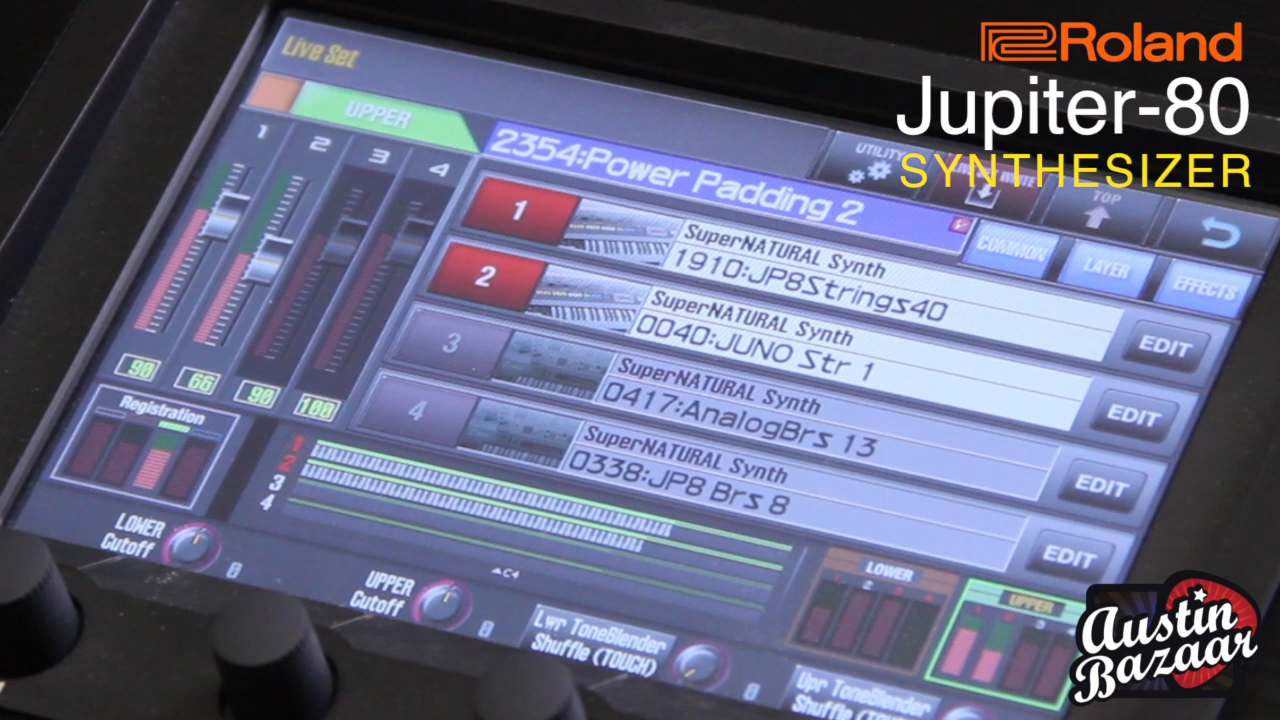 Roland
Jupiter-80
SYNTHESIZER
Live Set
UPPER
1 2 3 4
2354:Power Padding 2
UTILITY
WRITE
TOP
COMMON
LAYER
EFFECTS
1
SuperNATURAL Synth
1910:JP8Strings40
EDIT
2
SuperNATURAL Synth
0040:JUNO Str 1
EDIT
3
SuperNATURAL Synth
0417:AnalogBrs 13
EDIT
4
SuperNATURAL Synth
0338:JP8 Brs 8
EDIT
90 66 90 108
Registration
1
2
3
4
C4
LOWER
Cutoff
0
UPPER
Cutoff
0
Lwr ToneBlender
Shuffle (TOUCH)
0
Upr ToneBlender
LOWER
UPPER
Austin
Bazaar